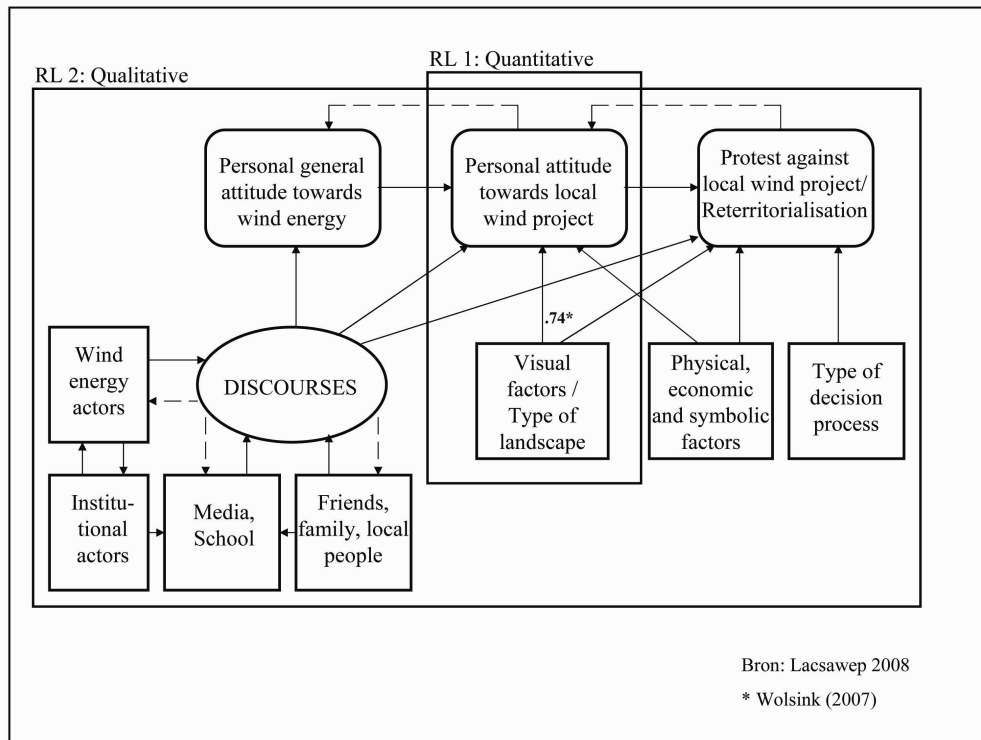 RL 1: Quantitative
RL 2: Qualitative
Personal general
attitude towards
wind energy
Personal attitude
towards local
wind project
Protest against
local wind project/
Reterritorialisation
.74*
Wind
energy
actors
DISCOURSES
Visual
factors /
Type of
landscape
Physical,
economic
and symbolic
factors
Type of
decision
process
Institu-
tional
actors
Media,
School
Friends,
family, local
people
Bron: Lacsawep 2008
* Wolsink (2007)